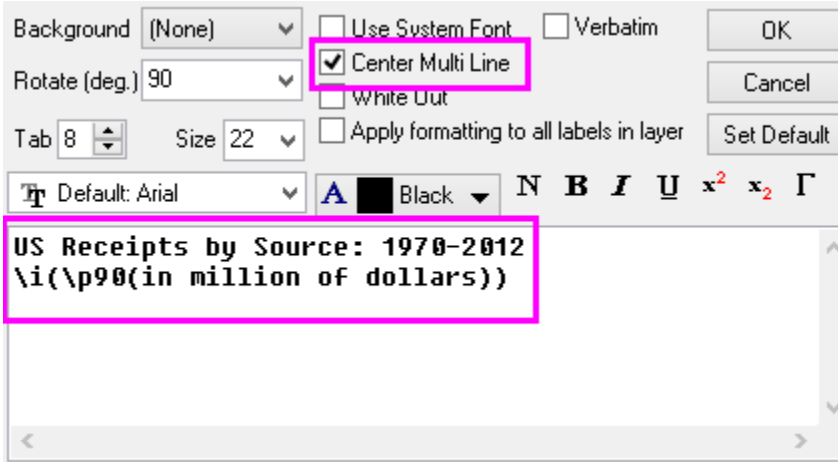 Background (None) Use System Font Verbatim OK
Rotate (deg.) 90 Center Multi Line Cancel
White Out
Tab 8 Size 22 Apply formatting to all labels in layer Set Default
Default: Arial A Black N B I U x² x₂ Γ
US Receipts by Source: 1970-2012
\i(\p90(in million of dollars))